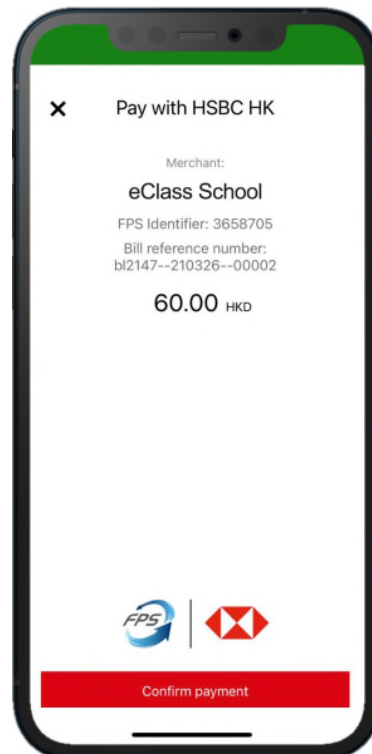 Pay with HSBC HK
Merchant:
eClass School
FPS Identifier: 3658705
Bill reference number:
bl2147--210326--00002
60.00 HKD
FPS
Confirm payment